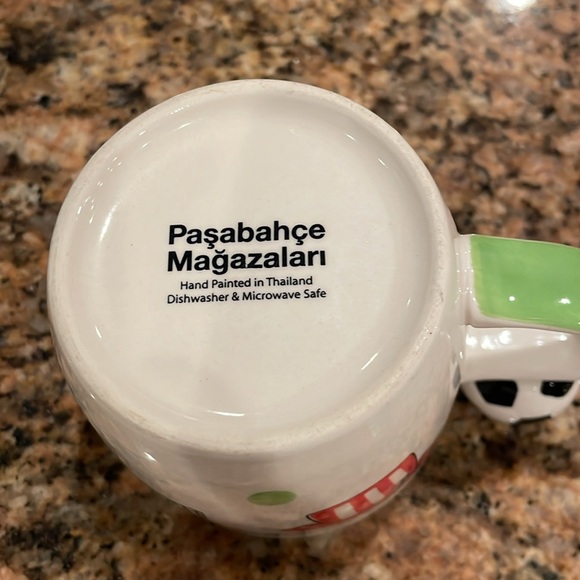 Paşabahçe
Mağazaları
Hand Painted in Thailand
Dishwasher & Microwave Safe